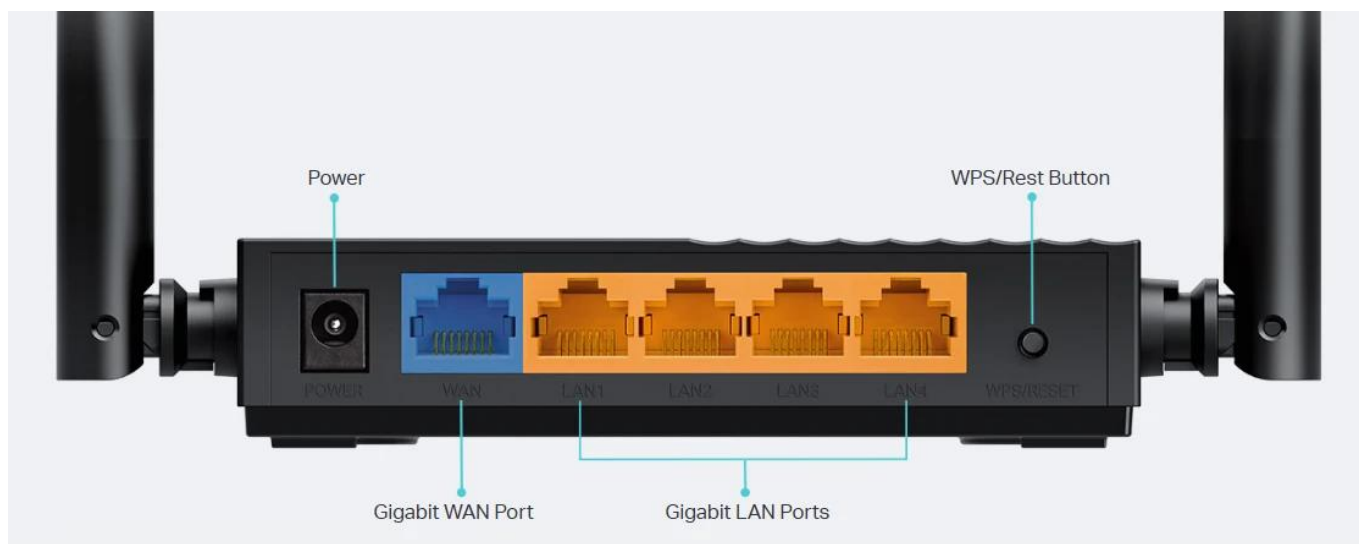 Power
WPS/Rest Button
POWER
WAN
LAN1
LAN2
LAN3
LAN4
WPS/RESET
Gigabit WAN Port
Gigabit LAN Ports